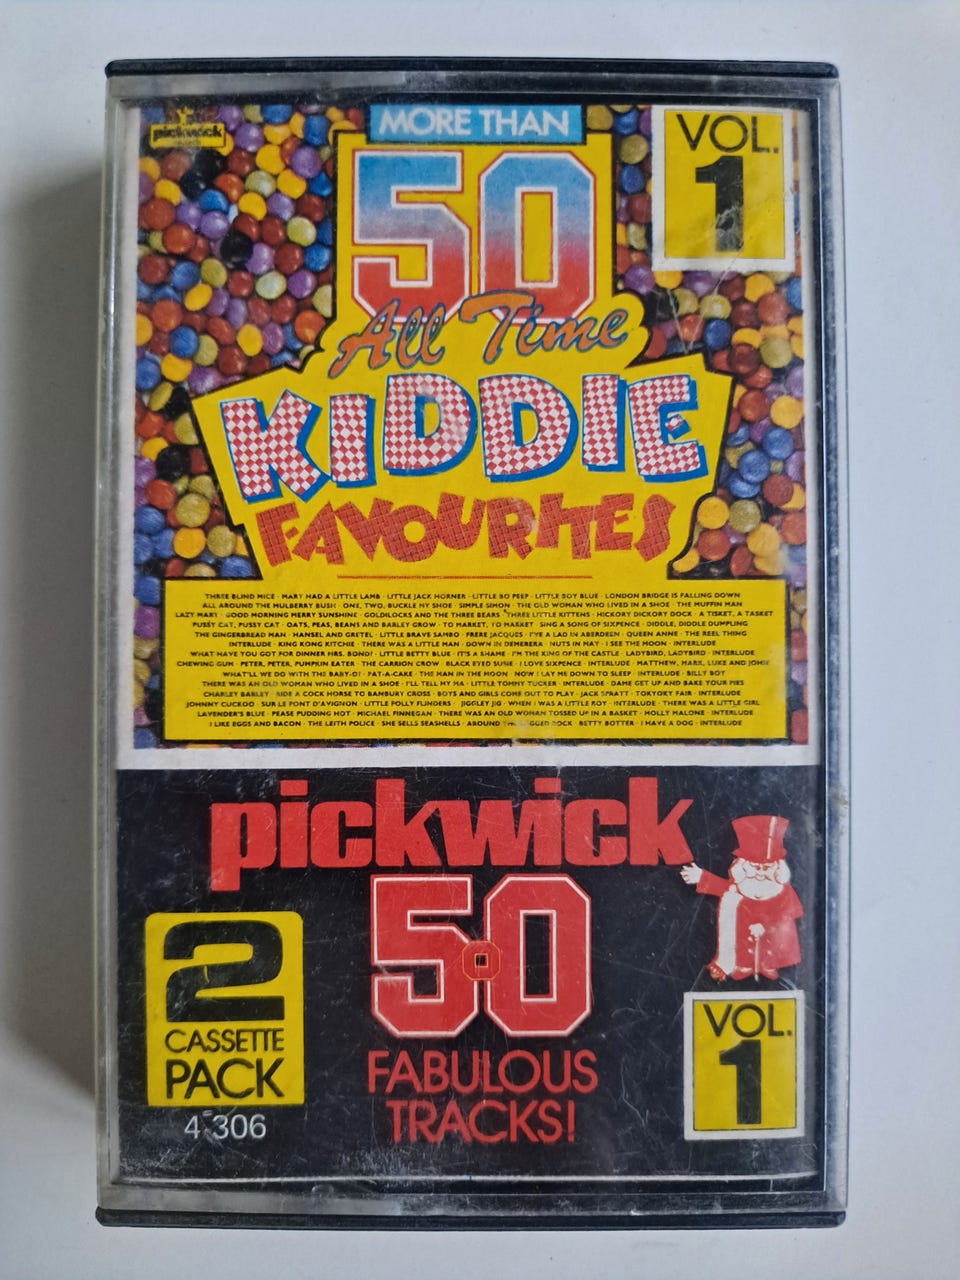 pickwick
MORE THAN
50
VOL.
1
All Time
KIDDIE
FAVOURITES
THREE BLIND MICE · MARY HAD A LITTLE LAMB · LITTLE JACK HORNER · LITTLE BO PEEP · LITTLE BOY BLUE · LONDON BRIDGE IS FALLING DOWN
ALL AROUND THE MULBERRY BUSH · ONE, TWO, BUCKLE MY SHOE · SIMPLE SIMON · THE OLD WOMAN WHO LIVED IN A SHOE · THE MUFFIN MAN
LAZY MARY · GOOD MORNING MERRY SUNSHINE · GOLDILOCKS AND THE THREE BEARS · THREE LITTLE KITTENS · HICKORY DICKORY DOCK · A TISKET, A TASKET
PUSSY CAT, PUSSY CAT · OATS, PEAS, BEANS AND BARLEY GROW · TO MARKET, TO MARKET · SING A SONG OF SIXPENCE · DIDDLE, DIDDLE DUMPLING
THE GINGERBREAD MAN · HANSEL AND GRETEL · LITTLE BRAVE SAMBO · FRERE JACQUES · I'VE A LAD IN ABERDEEN · QUEEN ANNE · THE REEL THING
INTERLUDE · KING KONG KITCHIE · THERE WAS A LITTLE MAN · DOWN IN DEMERERA · NUTS IN MAY · I SEE THE MOON · INTERLUDE
WHAT HAVE YOU GOT FOR DINNER MRS. BOND? · LITTLE BETTY BLUE · IT'S A SHAME · I'M THE KING OF THE CASTLE · LADYBIRD, LADYBIRD · INTERLUDE
CHEWING GUM · PETER, PETER, PUMPKIN EATER · THE CARRION CROW · BLACK EYED SUSIE · I LOVE SIXPENCE · INTERLUDE · MATTHEW, MARK, LUKE AND JOHN
WHAT'LL WE DO WITH THE BABY-O? · PAT-A-CAKE · THE MAN IN THE MOON · NOW I LAY ME DOWN TO SLEEP · INTERLUDE · BILLY BOY
THERE WAS AN OLD WOMAN WHO LIVED IN A SHOE · I'LL TELL MY MA · LITTLE TOMMY TUCKER · INTERLUDE · DAME GET UP AND BAKE YOUR PIES
CHARLEY BARLEY · RIDE A COCK HORSE TO BAMBURY CROSS · BOYS AND GIRLS COME OUT TO PLAY · JACK SPRATT · TOKYOKY FAIR · INTERLUDE
JOHNNY CUCKOO · SUR LE PONT D'AVIGNON · LITTLE POLLY FLINDERS · JIGGLEY JIG · WHEN I WAS A LITTLE BOY · INTERLUDE · THERE WAS A LITTLE GIRL
LAVENDER'S BLUE · PEASE PUDDING HOT · MICHAEL FINNEGAN · THERE WAS AN OLD WOMAN TOSSED UP IN A BASKET · MOLLY MALONE · INTERLUDE
I LIKE EGGS AND BACON · THE LEITH POLICE · SHE SELLS SEASHELLS · AROUND THE RAGGED ROCK · BETTY BOTTER · I HAVE A DOG · INTERLUDE
pickwick
50
FABULOUS
TRACKS!
2
CASSETTE
PACK
4 306
VOL.
1